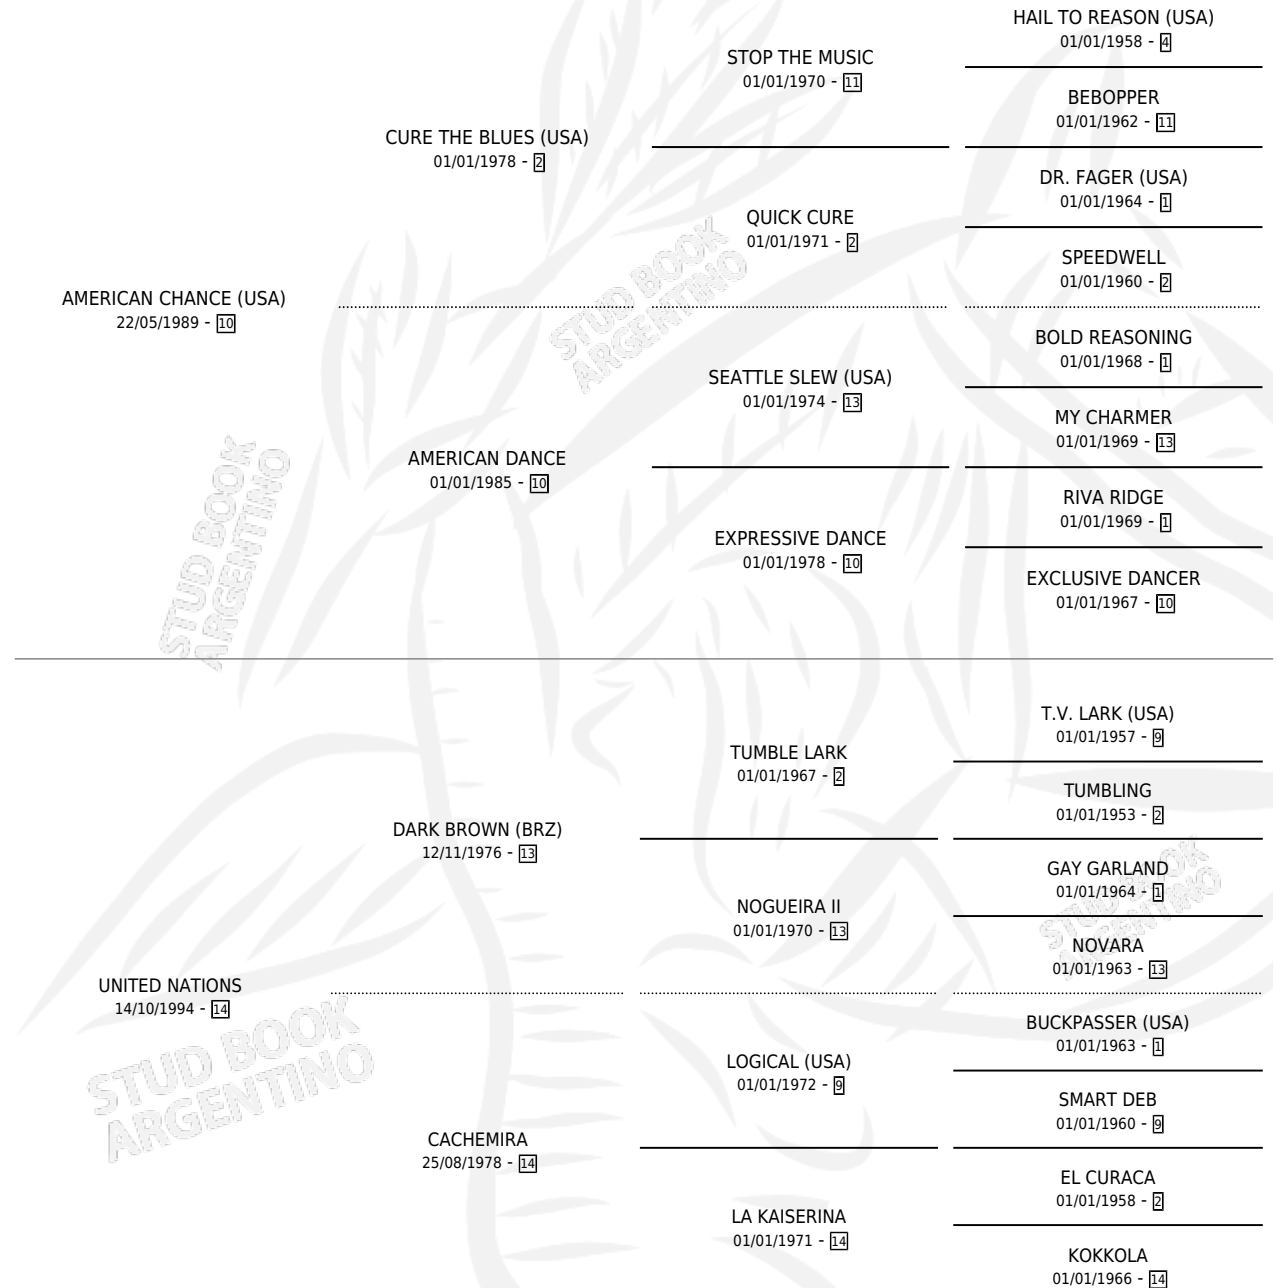 HAIL TO REASON (USA)
01/01/1958 - 4
STOP THE MUSIC
01/01/1970 - 11
BEBOPPER
01/01/1962 - 11
CURE THE BLUES (USA)
01/01/1978 - 2
DR. FAGER (USA)
01/01/1964 - 1
QUICK CURE
01/01/1971 - 2
SPEEDWELL
01/01/1960 - 2
AMERICAN CHANCE (USA)
22/05/1989 - 10
BOLD REASONING
01/01/1968 - 1
SEATTLE SLEW (USA)
01/01/1974 - 13
MY CHARMER
01/01/1969 - 13
AMERICAN DANCE
01/01/1985 - 10
RIVA RIDGE
01/01/1969 - 1
EXPRESSIVE DANCE
01/01/1978 - 10
EXCLUSIVE DANCER
01/01/1967 - 10
T.V. LARK (USA)
01/01/1957 - 9
TUMBLE LARK
01/01/1967 - 2
TUMBLING
01/01/1953 - 2
DARK BROWN (BRZ)
12/11/1976 - 13
GAY GARLAND
01/01/1964 - 1
NOGUEIRA II
01/01/1970 - 13
NOVARA
01/01/1963 - 13
UNITED NATIONS
14/10/1994 - 14
BUCKPASSER (USA)
01/01/1963 - 1
LOGICAL (USA)
01/01/1972 - 9
SMART DEB
01/01/1960 - 9
CACHEMIRA
25/08/1978 - 14
EL CURACA
01/01/1958 - 2
LA KAISERINA
01/01/1971 - 14
KOKKOLA
01/01/1966 - 14
STUD BOOK
ARGENTINO
STUD BOOK
ARGENTINO
STUD BOOK
ARGENTINO
STUD BOOK
ARGENTINO